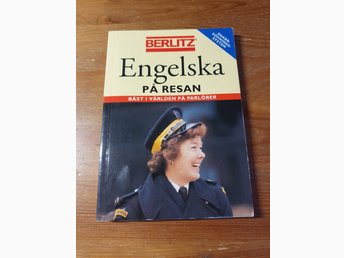 BERLITZ
Engelska
PÅ RESAN
BÄST I VÄRLDEN PÅ PARLÖRER